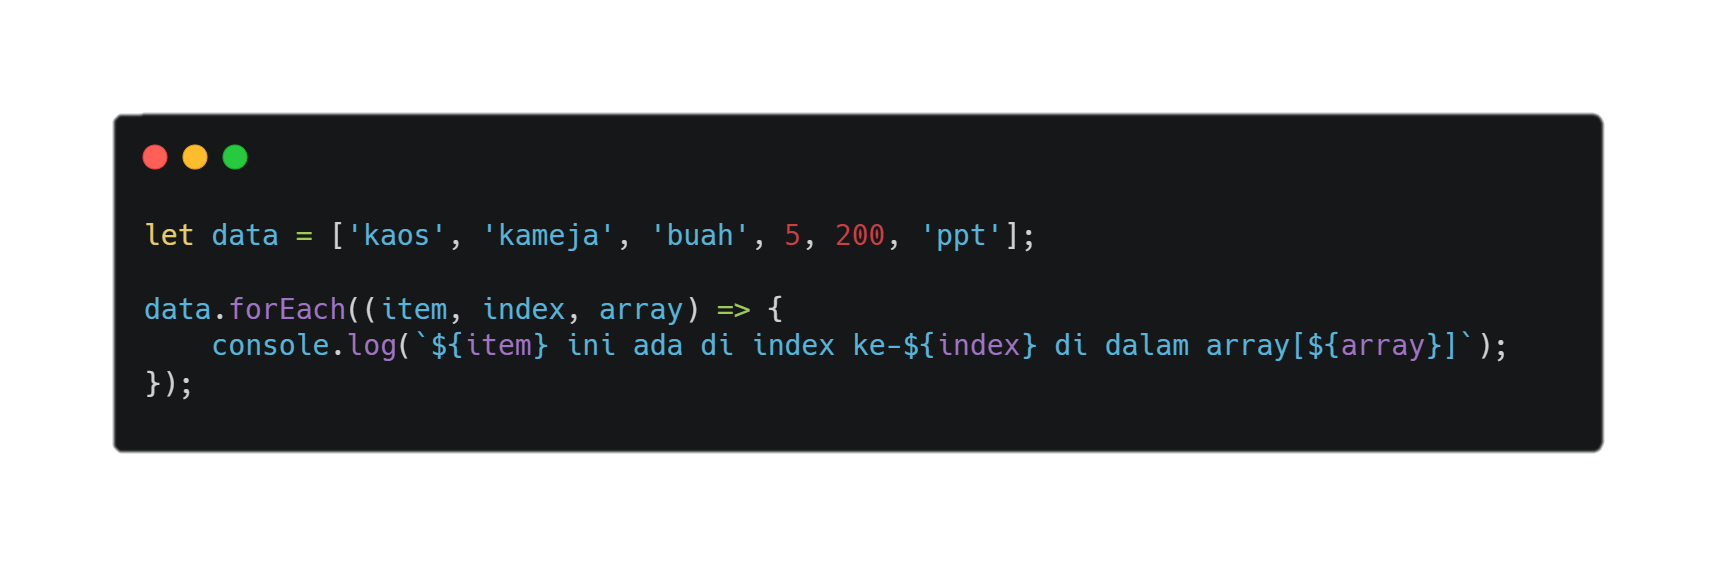 let data = ['kaos', 'kameja', 'buah', 5, 200, 'ppt'];
data.forEach((item, index, array) => {
    console.log(`${item} ini ada di index ke-${index} di dalam array[${array}]`);
});